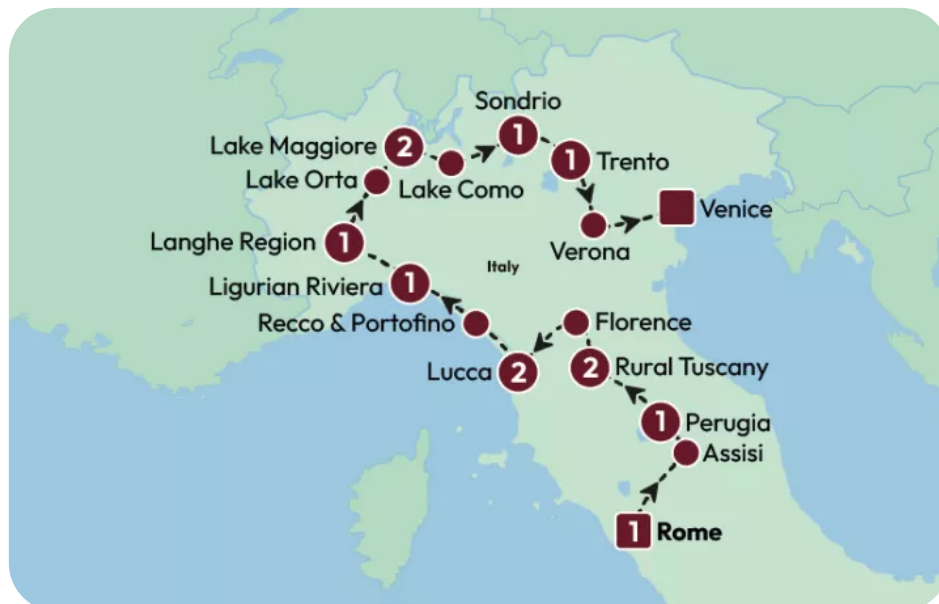 Sondrio
1
Lake Maggiore 2
1 Trento
Lake Orta
Lake Como
Venice
Langhe Region 1
Verona
Italy
Ligurian Riviera 1
Recco & Portofino
Florence
Lucca 2
2 Rural Tuscany
1 Perugia
Assisi
1 Rome